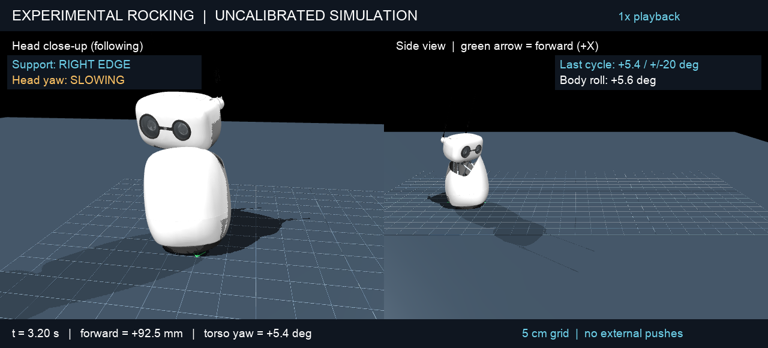 EXPERIMENTAL ROCKING | UNCALIBRATED SIMULATION
1x playback
Head close-up (following)
Support: RIGHT EDGE
Head yaw: SLOWING
Side view | green arrow = forward (+X)
Last cycle: +5.4 / +/-20 deg
Body roll: +5.6 deg
t = 3.20 s | forward = +92.5 mm | torso yaw = +5.4 deg
5 cm grid | no external pushes